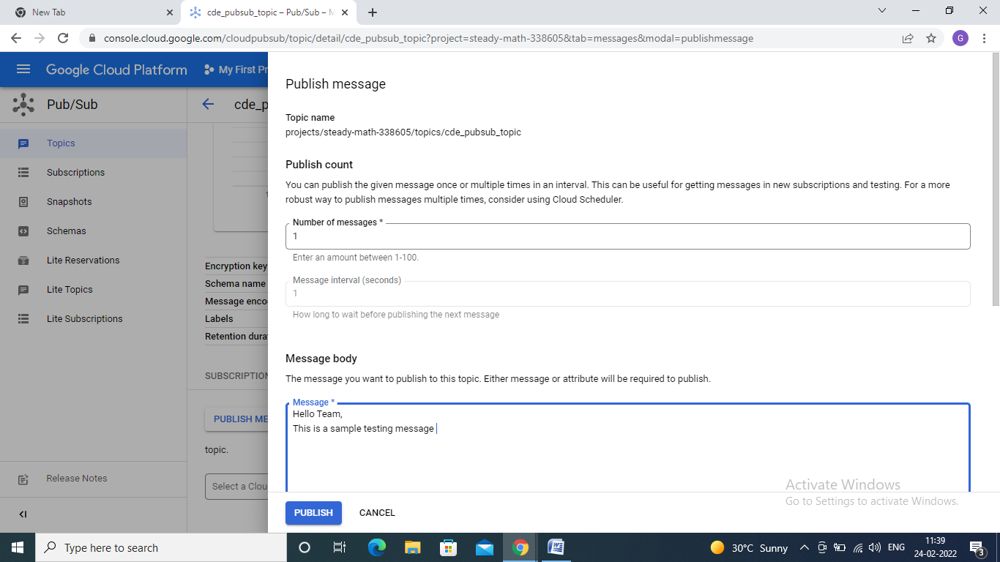 New Tab
cde_pubsub_topic – Pub/Sub – M
console.cloud.google.com/cloudpubsub/topic/detail/cde_pubsub_topic?project=steady-math-338605&tab=messages&modal=publishmessage
G
Google Cloud Platform
My First Pr
Pub/Sub
cde_p
Topics
Subscriptions
Snapshots
Schemas
Lite Reservations
Lite Topics
Lite Subscriptions
Release Notes
1
Encryption key
Schema name
Message enco
Labels
Retention dura
SUBSCRIPTION
PUBLISH ME
topic.
Select a Clou
Publish message
Topic name
projects/steady-math-338605/topics/cde_pubsub_topic
Publish count
You can publish the given message once or multiple times in an interval. This can be useful for getting messages in new subscriptions and testing. For a more
robust way to publish messages multiple times, consider using Cloud Scheduler.
Number of messages *
1
Enter an amount between 1-100.
Message interval (seconds)
1
How long to wait before publishing the next message
Message body
The message you want to publish to this topic. Either message or attribute will be required to publish.
Message *
Hello Team,
This is a sample testing message
Activate Windows
Go to Settings to activate Windows.
PUBLISH
CANCEL
Type here to search
30°C Sunny
ENG
11:39
24-02-2022
3